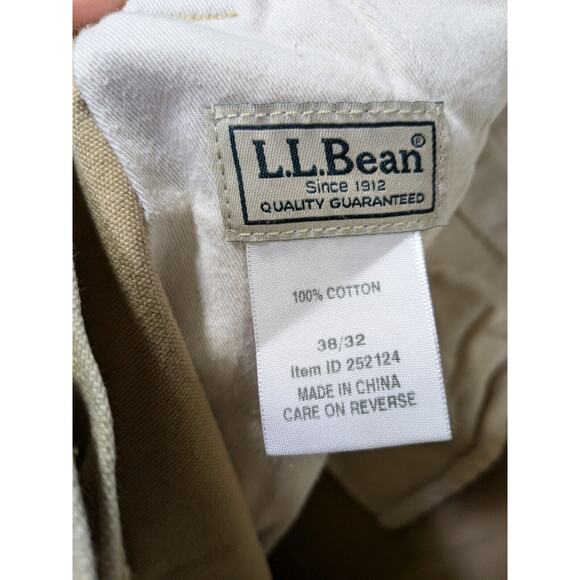 L.L.Bean®
Since 1912
QUALITY GUARANTEED
100% COTTON
38/32
Item ID 252124
MADE IN CHINA
CARE ON REVERSE